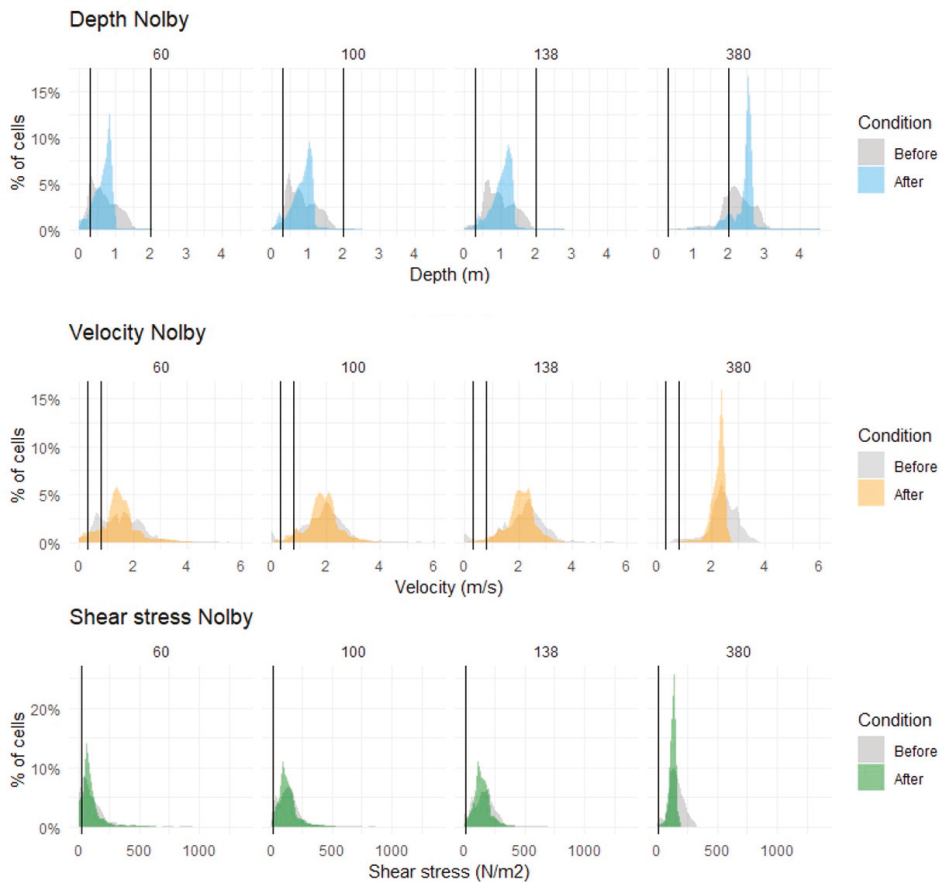 Depth Nolby
60 100 138 380
15%
10%
5%
0%
% of cells
0 1 2 3 4 0 1 2 3 4 0 1 2 3 4 0 1 2 3 4
Depth (m)
Condition
Before
After
Velocity Nolby
60 100 138 380
15%
10%
5%
0%
% of cells
0 2 4 6 0 2 4 6 0 2 4 6 0 2 4 6
Velocity (m/s)
Condition
Before
After
Shear stress Nolby
60 100 138 380
20%
10%
0%
% of cells
0 500 1000 0 500 1000 0 500 1000 0 500 1000
Shear stress (N/m2)
Condition
Before
After